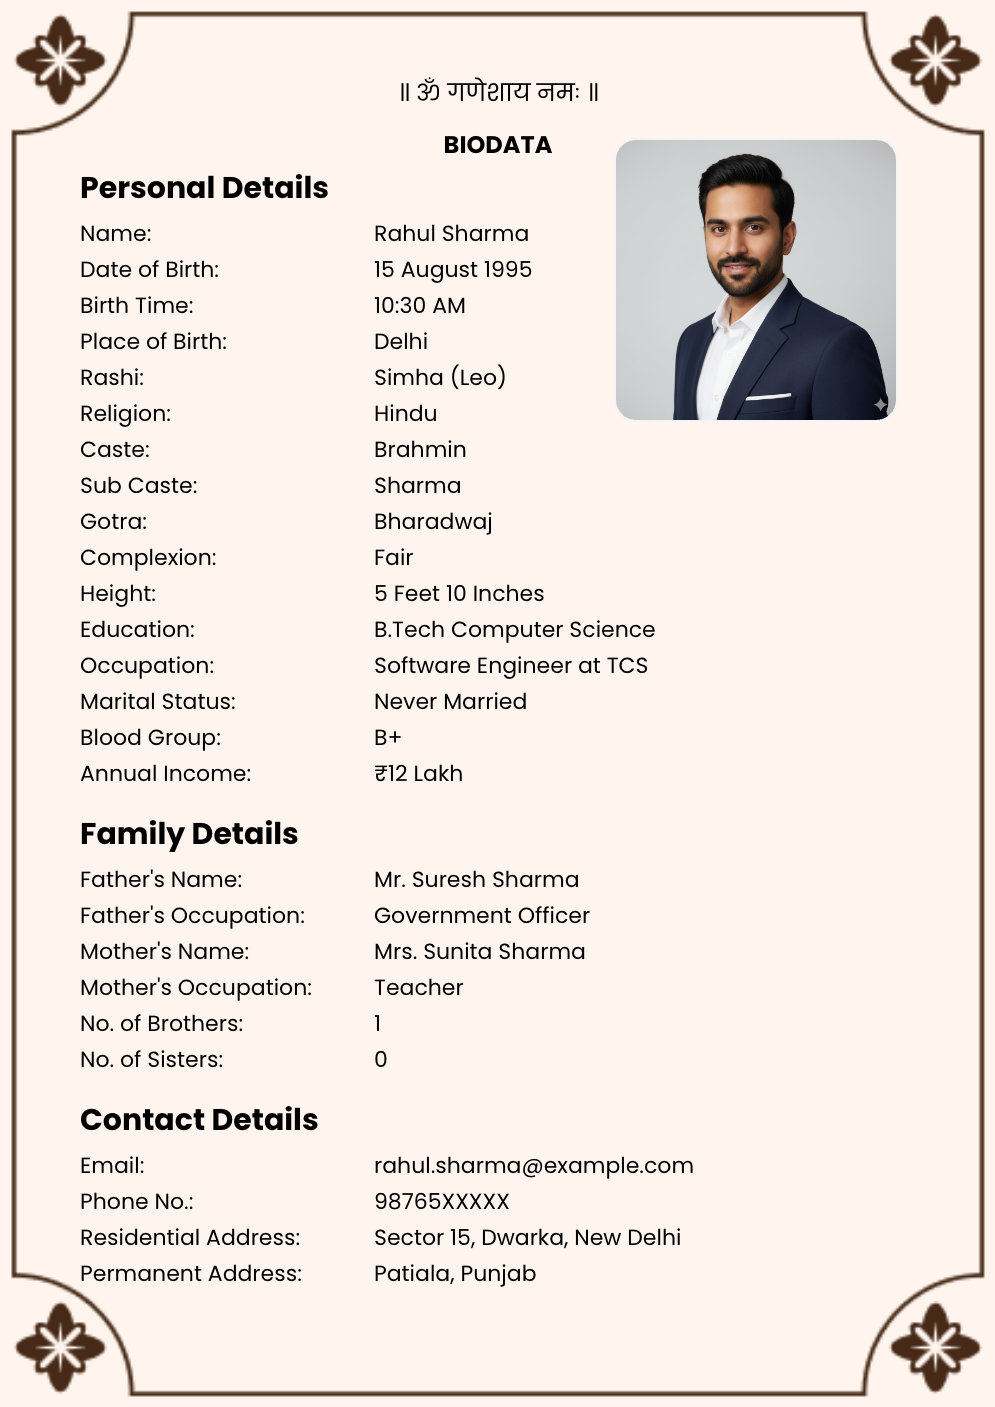 ॥ ॐ गणेशाय नमः ॥
BIODATA
Personal Details
Name: Rahul Sharma
Date of Birth: 15 August 1995
Birth Time: 10:30 AM
Place of Birth: Delhi
Rashi: Simha (Leo)
Religion: Hindu
Caste: Brahmin
Sub Caste: Sharma
Gotra: Bharadwaj
Complexion: Fair
Height: 5 Feet 10 Inches
Education: B.Tech Computer Science
Occupation: Software Engineer at TCS
Marital Status: Never Married
Blood Group: B+
Annual Income: ₹12 Lakh
Family Details
Father's Name: Mr. Suresh Sharma
Father's Occupation: Government Officer
Mother's Name: Mrs. Sunita Sharma
Mother's Occupation: Teacher
No. of Brothers: 1
No. of Sisters: 0
Contact Details
Email: rahul.sharma@example.com
Phone No.: 98765XXXXX
Residential Address: Sector 15, Dwarka, New Delhi
Permanent Address: Patiala, Punjab